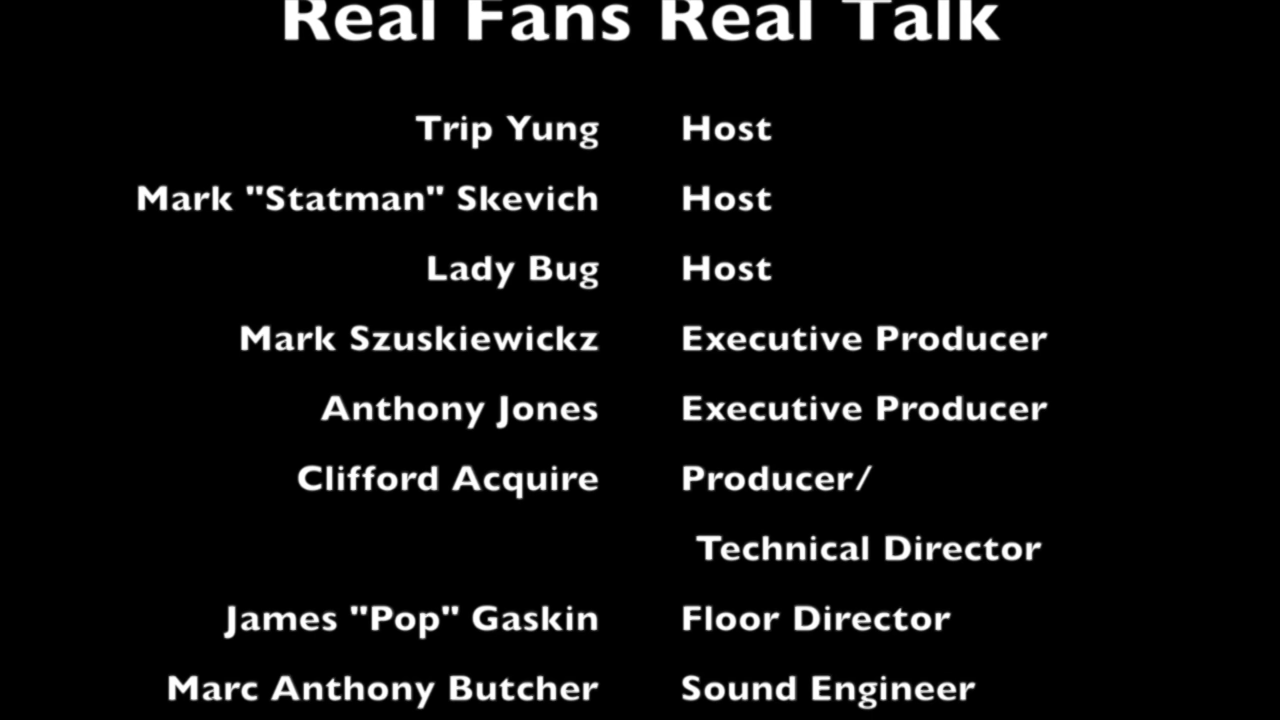 Real Fans Real Talk
Trip Yung Host
Mark "Statman" Skevich Host
Lady Bug Host
Mark Szuskiewickz Executive Producer
Anthony Jones Executive Producer
Clifford Acquire Producer/
Technical Director
James "Pop" Gaskin Floor Director
Marc Anthony Butcher Sound Engineer